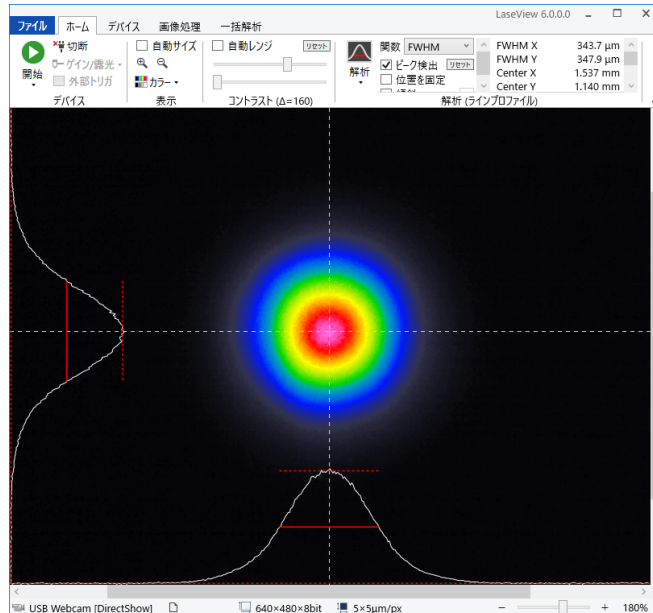 LaseView 6.0.0.0
ファイル ホーム デバイス 画像処理 一括解析
開始
切断
ゲイン/露光
外部トリガ
デバイス
自動サイズ
カラー
表示
自動レンジ リセット
コントラスト (Δ=160)
解析
関数 FWHM
ピーク検出 リセット
位置を固定
FWHM X 343.7 µm
FWHM Y 347.9 µm
Center X 1.537 mm
Center Y 1.140 mm
解析 (ラインプロファイル)
USB Webcam [DirectShow] 640×480×8bit 5×5µm/px 180%